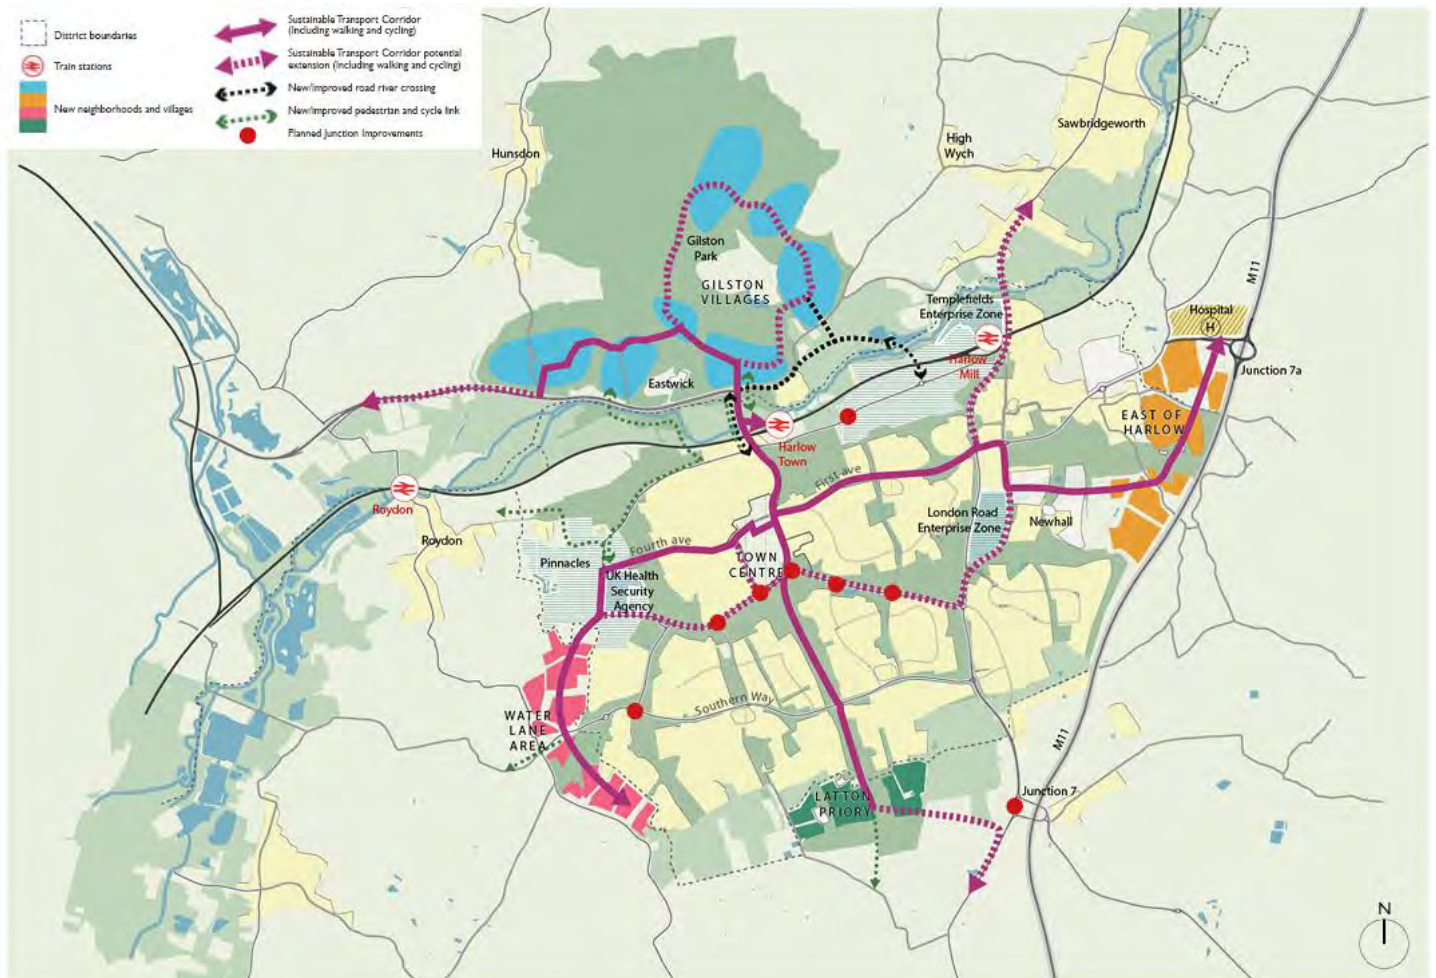 District boundaries
Train stations
New neighborhoods and villages
Sustainable Transport Corridor
(Including walking and cycling)
Sustainable Transport Corridor potential
extension (Including walking and cycling)
New/improved road river crossing
New/improved pedestrian and cycle link
Planned Junction Improvements
Hunsdon
High
Wych
Sawbridgeworth
Gilston
Park
GILSTON
VILLAGES
M11
Templefields
Enterprise Zone
Hospital
H
Harlow
Mill
Junction 7a
Eastwick
EAST OF
HARLOW
Harlow
Town
First ave
Roydon
London Road
Enterprise Zone
Newhall
Roydon
Fourth ave
Pinnacles
TOWN
CENTRE
UK Health
Security
Agency
Southern Way
WATER
LANE
AREA
M11
LATTON
PRIORY
Junction 7
N